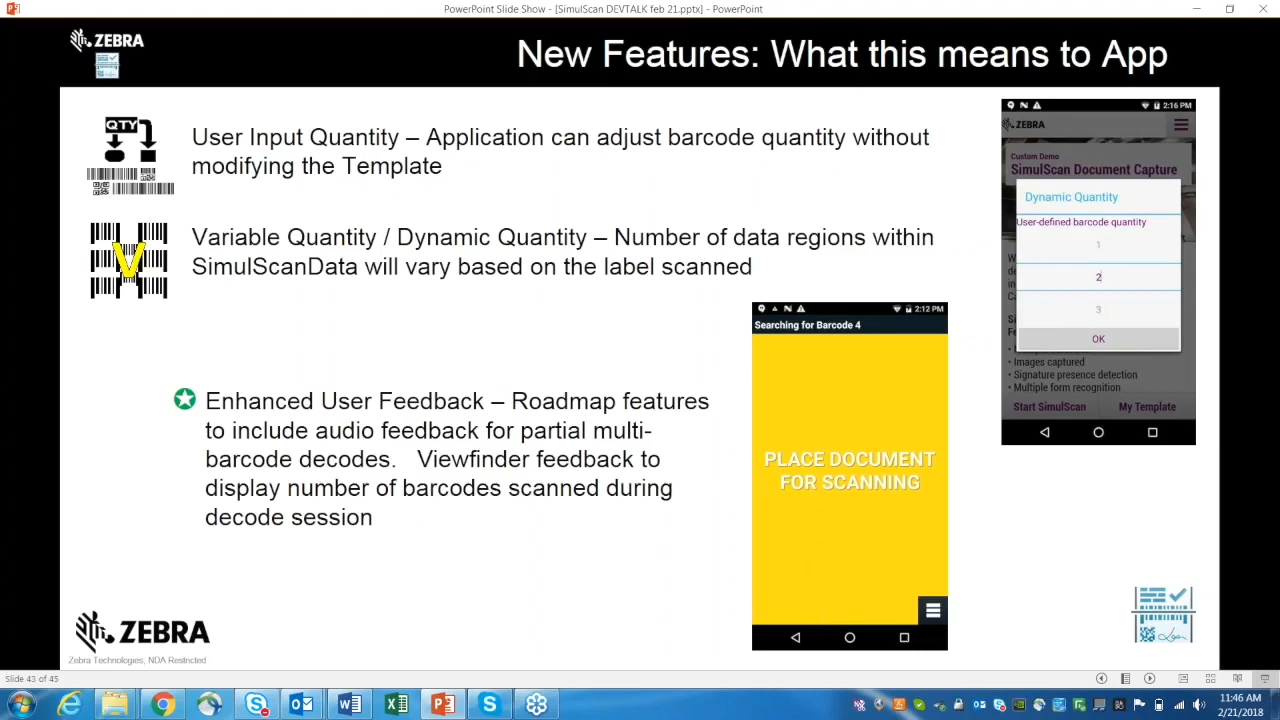 PowerPoint Slide Show - [SimulScan DEVTALK feb 21.pptx] - PowerPoint
ZEBRA
New Features: What this means to App
QTY
User Input Quantity – Application can adjust barcode quantity without
modifying the Template
V
Variable Quantity / Dynamic Quantity – Number of data regions within
SimulScanData will vary based on the label scanned
Enhanced User Feedback – Roadmap features
to include audio feedback for partial multi-
barcode decodes. Viewfinder feedback to
display number of barcodes scanned during
decode session
2:12 PM
Searching for Barcode 4
PLACE DOCUMENT
FOR SCANNING
2:16 PM
ZEBRA
Custom Demo
SimulScan Document Capture
Dynamic Quantity
User-defined barcode quantity
1
2
3
OK
• Images captured
• Signature presence detection
• Multiple form recognition
Start SimulScan My Template
ZEBRA
Zebra Technologies, NDA Restricted
Slide 43 of 45
11:46 AM
2/21/2018